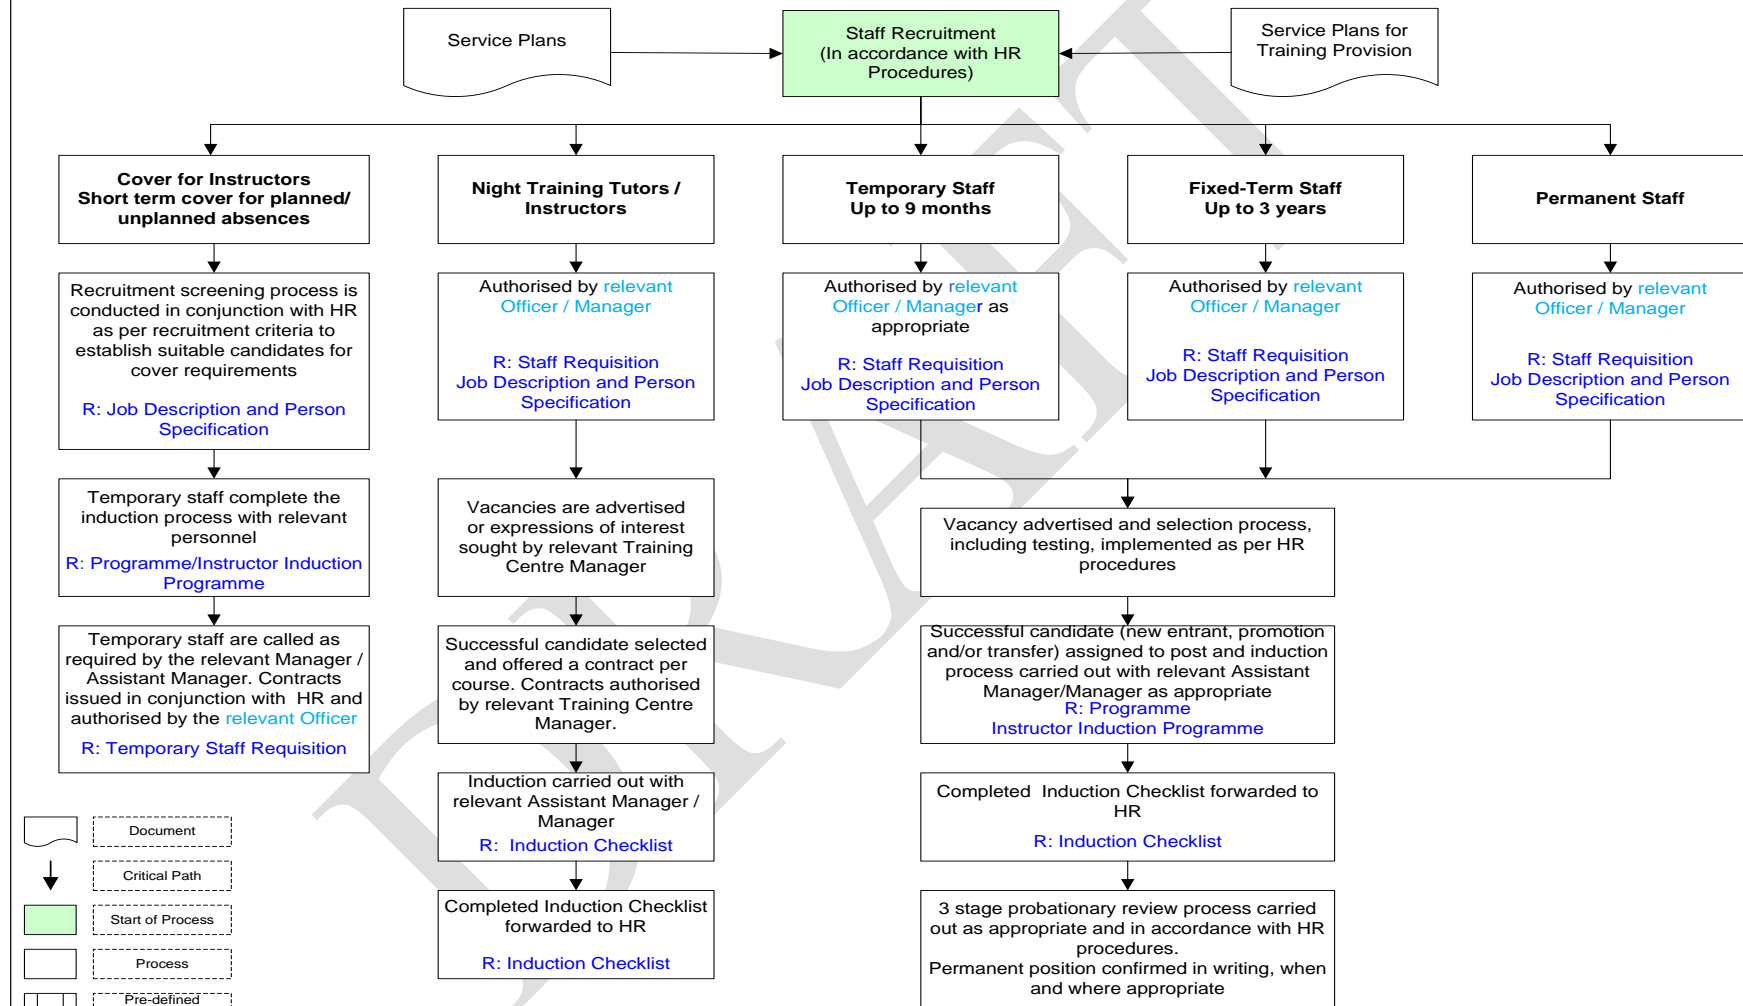 Service Plans
Staff Recruitment
(In accordance with HR
Procedures)
Service Plans for
Training Provision
Cover for Instructors
Short term cover for planned/
unplanned absences
Night Training Tutors /
Instructors
Temporary Staff
Up to 9 months
Fixed-Term Staff
Up to 3 years
Permanent Staff
Recruitment screening process is
conducted in conjunction with HR
as per recruitment criteria to
establish suitable candidates for
cover requirements
R: Job Description and Person
Specification
Authorised by relevant
Officer / Manager
R: Staff Requisition
Job Description and Person
Specification
Authorised by relevant
Officer / Manager as
appropriate
R: Staff Requisition
Job Description and Person
Specification
Authorised by relevant
Officer / Manager
R: Staff Requisition
Job Description and Person
Specification
Authorised by relevant
Officer / Manager
R: Staff Requisition
Job Description and Person
Specification
Temporary staff complete the
induction process with relevant
personnel
R: Programme/Instructor Induction
Programme
Vacancies are advertised
or expressions of interest
sought by relevant Training
Centre Manager
Vacancy advertised and selection process,
including testing, implemented as per HR
procedures
Temporary staff are called as
required by the relevant Manager /
Assistant Manager. Contracts
issued in conjunction with HR and
authorised by the relevant Officer
R: Temporary Staff Requisition
Successful candidate selected
and offered a contract per
course. Contracts authorised
by relevant Training Centre
Manager.
Successful candidate (new entrant, promotion
and/or transfer) assigned to post and induction
process carried out with relevant Assistant
Manager/Manager as appropriate
R: Programme
Instructor Induction Programme
Induction carried out with
relevant Assistant Manager /
Manager
R: Induction Checklist
Completed Induction Checklist forwarded to
HR
R: Induction Checklist
Completed Induction Checklist
forwarded to HR
R: Induction Checklist
3 stage probationary review process carried
out as appropriate and in accordance with HR
procedures.
Permanent position confirmed in writing, when
and where appropriate
Document
Critical Path
Start of Process
Process
Pre-defined
DRAFT